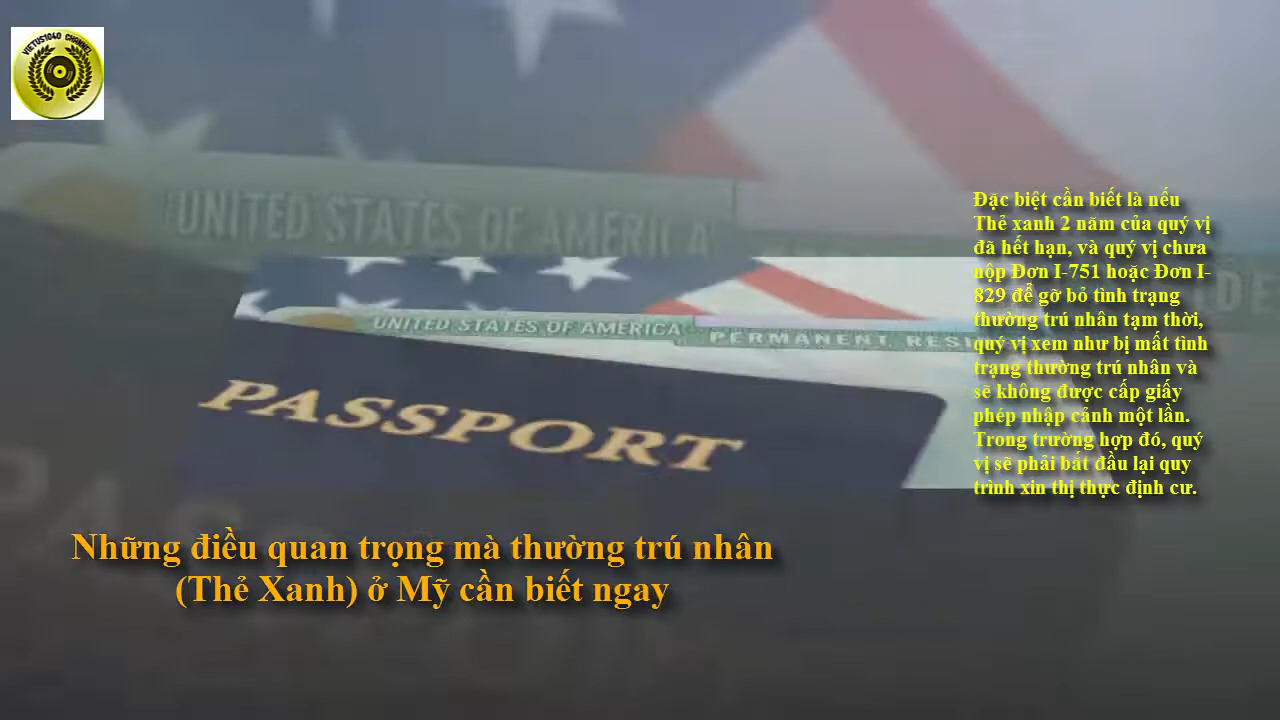 VIETUS1040 CHANNEL
UNITED STATES OF AMERICA
Đặc biệt cần biết là nếu
Thẻ xanh 2 năm của quý vị
đã hết hạn, và quý vị chưa
nộp Đơn I-751 hoặc Đơn I-
829 để gỡ bỏ tình trạng
thường trú nhân tạm thời,
quý vị xem như bị mất tình
trạng thường trú nhân và
sẽ không được cấp giấy
phép nhập cảnh một lần.
Trong trường hợp đó, quý
vị sẽ phải bắt đầu lại quy
trình xin thị thực định cư.
UNITED STATES OF AMERICA
PERMANENT RESI
PASSPORT
Những điều quan trọng mà thường trú nhân
(Thẻ Xanh) ở Mỹ cần biết ngay